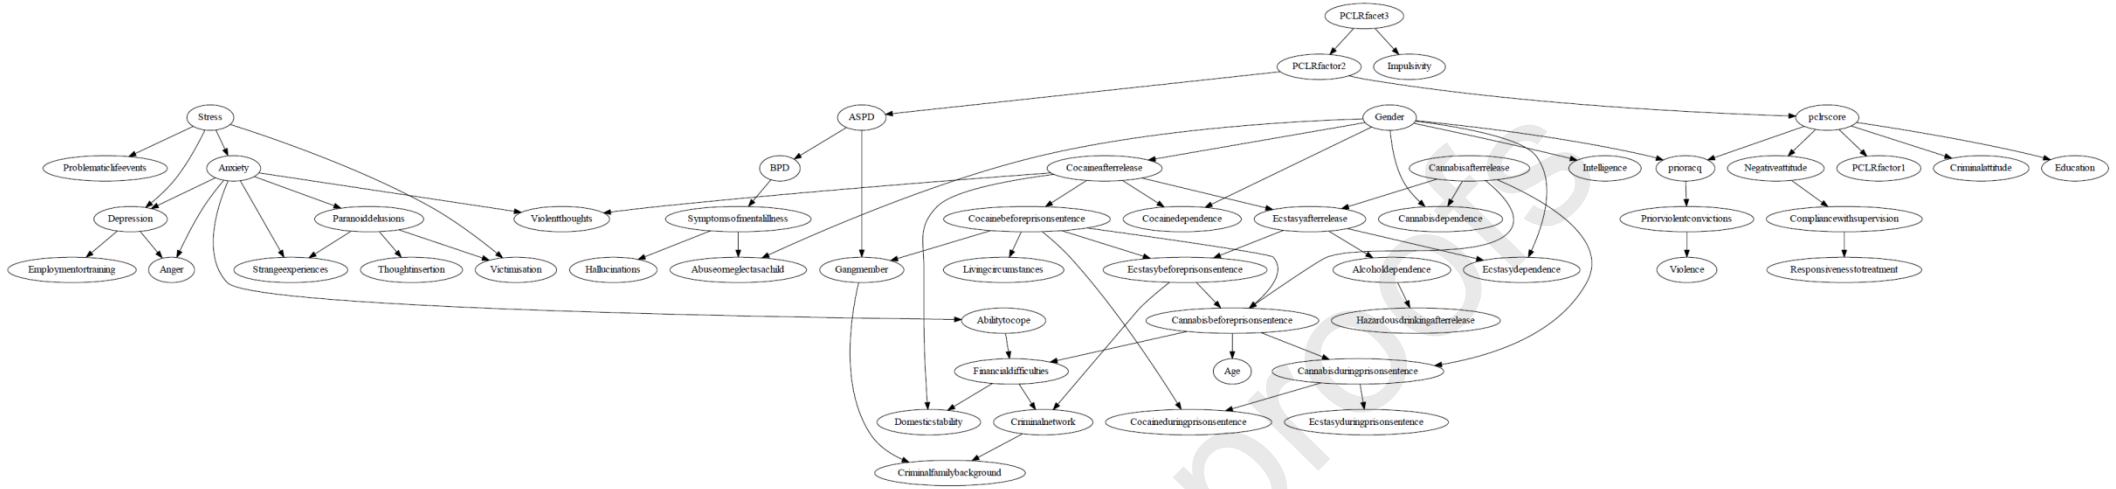 PCLRfacet3
PCLRfactor2
Impulsivity
Stress
ASPD
Gender
pclrscore
Problematiclifeevents
Anxiety
BPD
Cocaineafterrelease
Cannabisafterrelease
Intelligence
prioracq
Negativeattitude
PCLRfactor1
Criminalattitude
Education
Depression
Paranoiddelusions
Violentthoughts
Symptomsofmentalillness
Cocainebeforeprisonsentence
Cocainedependence
Ecstasyafterrelease
Cannabisdependence
Priorviolentconvictions
Compliancewithsupervision
Employmentortraining
Anger
Strangeexperiences
Thoughtinsertion
Victimisation
Hallucinations
Abuseorneglectasachild
Gangmember
Livingcircumstances
Ecstasybeforeprisonsentence
Alcoholdependence
Ecstasydependence
Violence
Responsivenesstotreatment
Abilitytocope
Cannabisbeforeprisonsentence
Hazardousdrinkingafterrelease
Financialdifficulties
Age
Cannabisduringprisonsentence
Domesticstability
Criminalnetwork
Cocaineduringprisonsentence
Ecstasyduringprisonsentence
Criminalfamilybackground
proofs